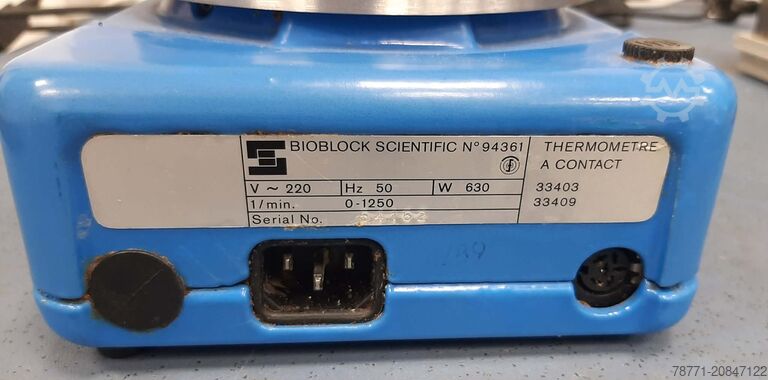 BIOBLOCK SCIENTIFIC N° 94361
V ~ 220 Hz 50 W 630
1/min. 0-1250
Serial No.
THERMOMETRE
A CONTACT
33403
33409
78771-20847122